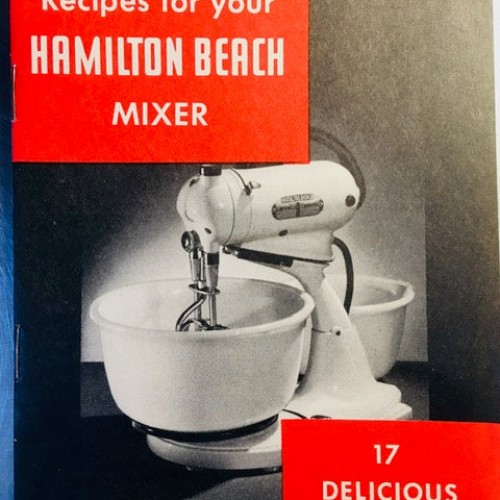 Recipes for your
HAMILTON BEACH
MIXER
17
DELICIOUS